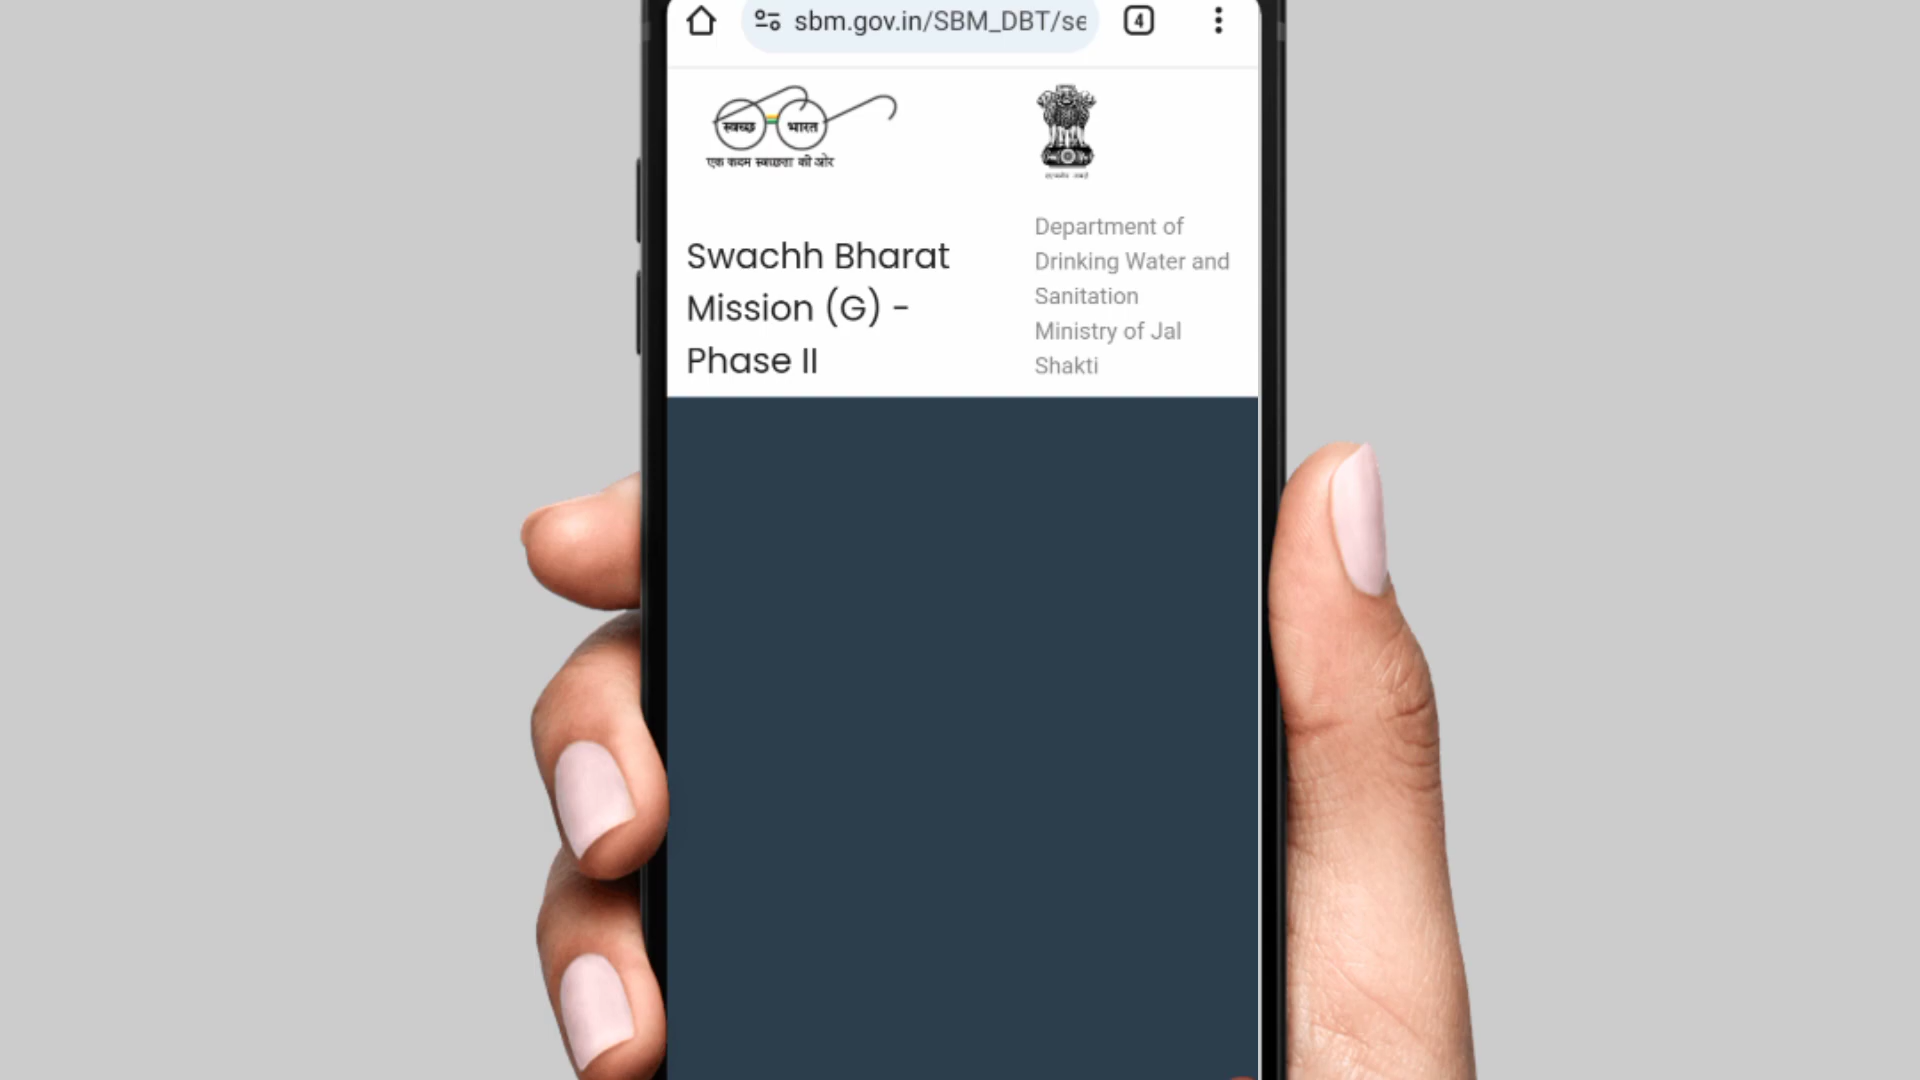 sbm.gov.in/SBM_DBT/se
4
स्वच्छ भारत
एक कदम स्वच्छता की ओर
Swachh Bharat
Mission (G) -
Phase II
Department of
Drinking Water and
Sanitation
Ministry of Jal
Shakti